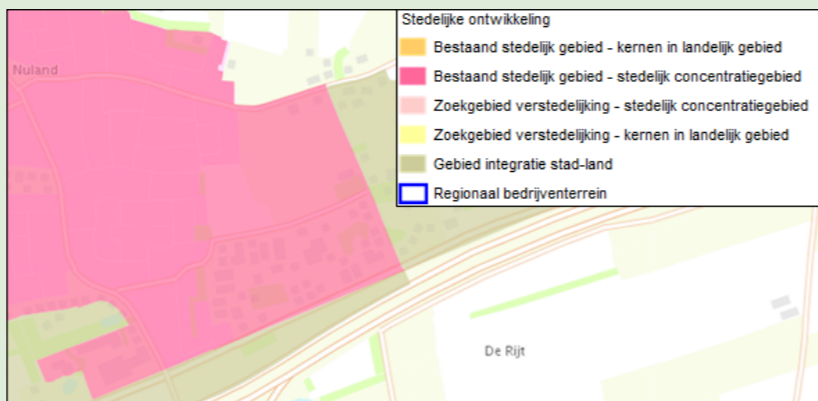 Stedelijke ontwikkeling
Bestaand stedelijk gebied - kernen in landelijk gebied
Bestaand stedelijk gebied - stedelijk concentratiegebied
Zoekgebied verstedelijking - stedelijk concentratiegebied
Zoekgebied verstedelijking - kernen in landelijk gebied
Gebied integratie stad-land
Regionaal bedrijventerrein
Nuland
De Rijt